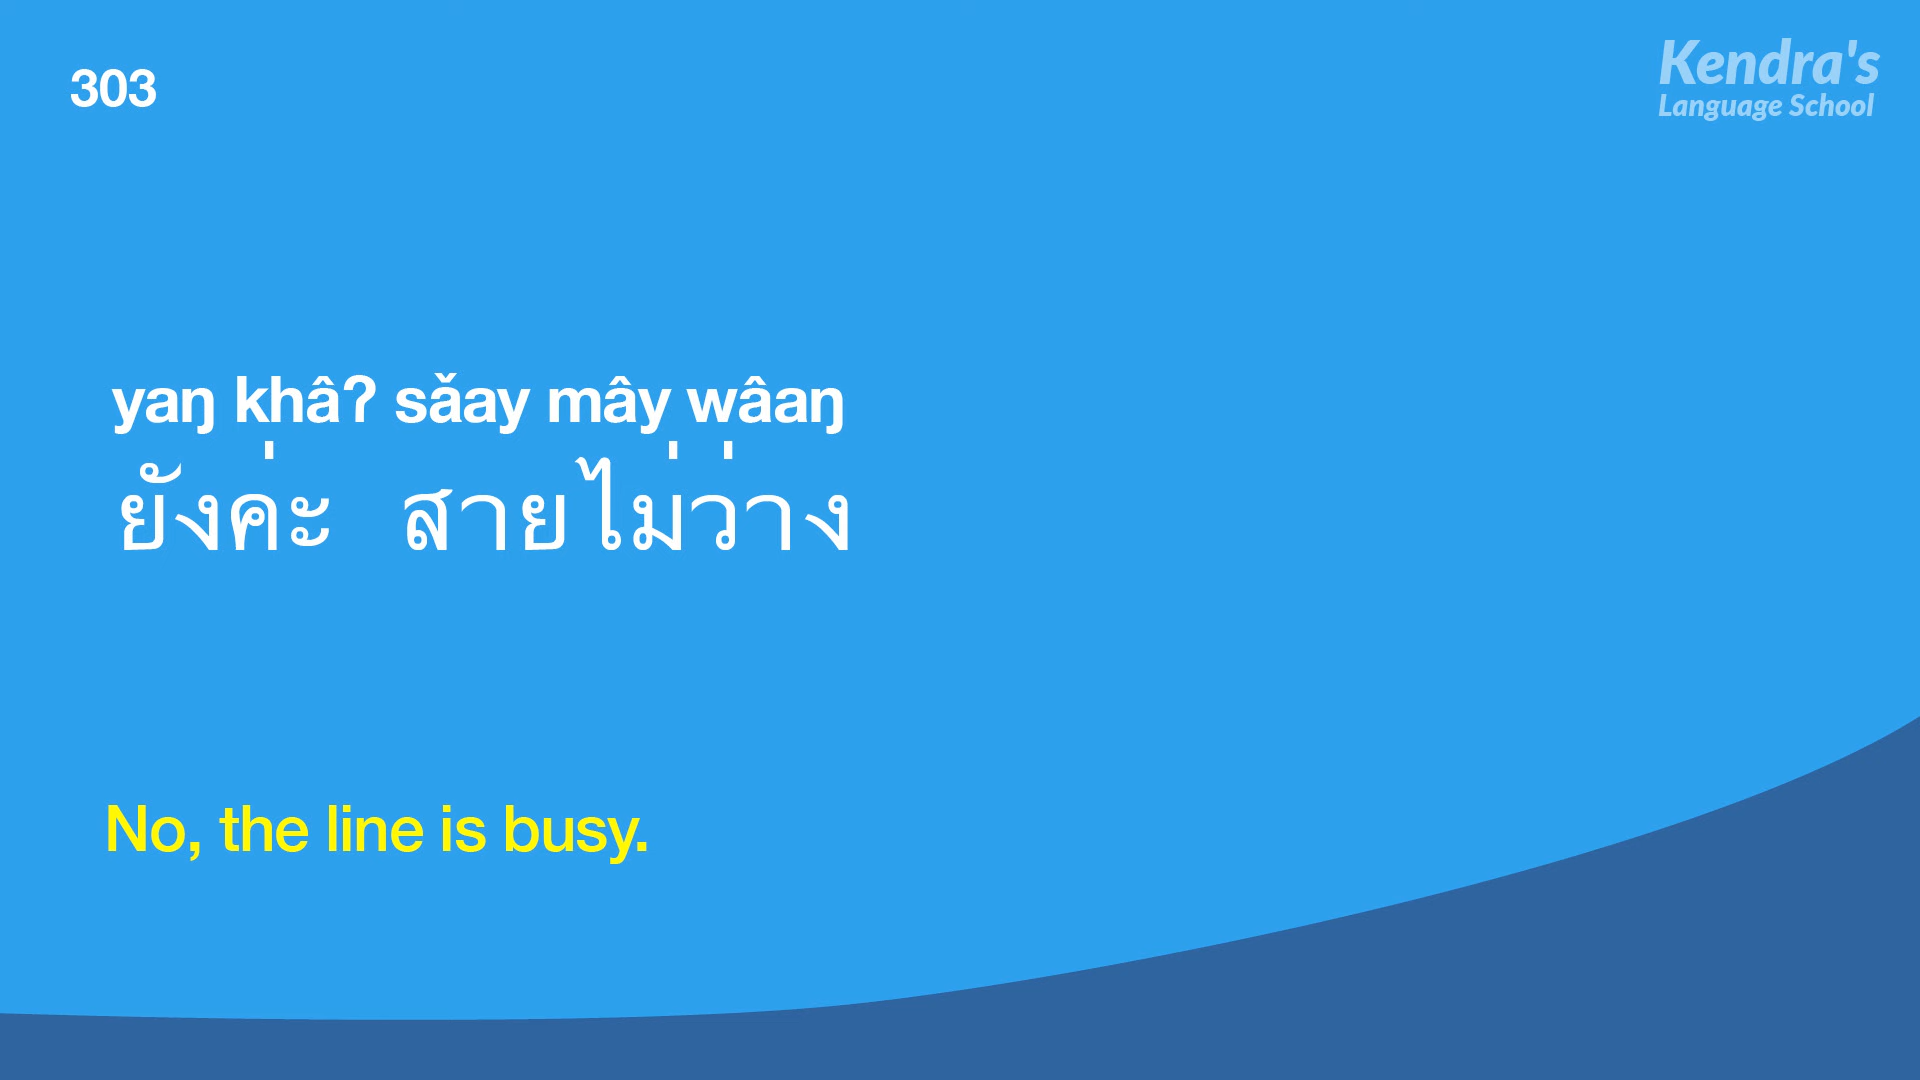 303
Kendra's
Language School
yaŋ khâʔ sǎay mây wâaŋ
ยังค่ะ สายไม่ว่าง
No, the line is busy.